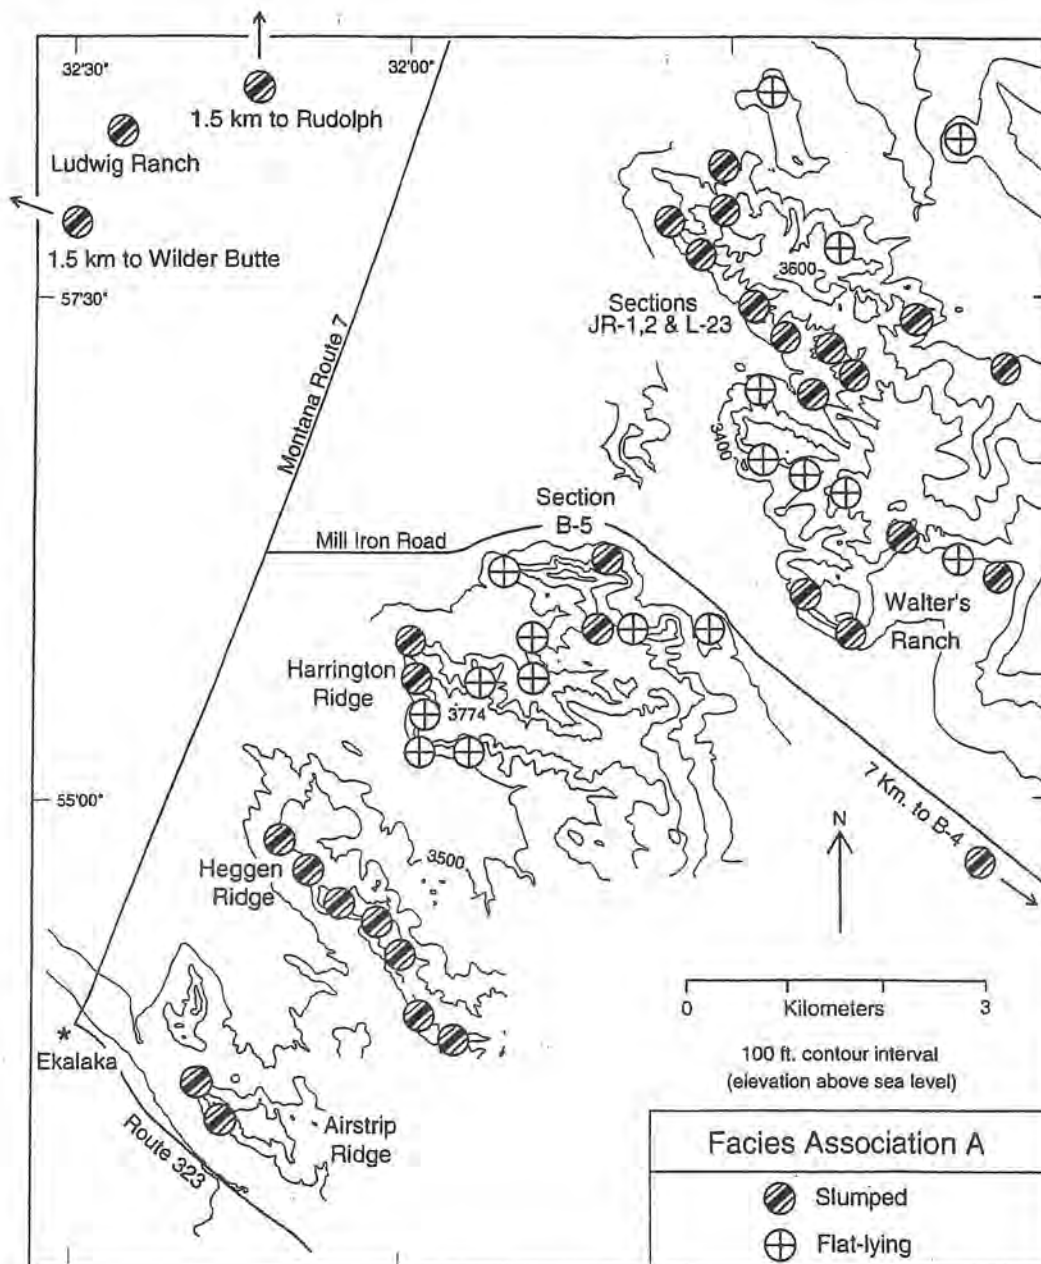 32'30"
32'00"
1.5 km to Rudolph
Ludwig Ranch
1.5 km to Wilder Butte
57'30"
Montana Route 7
3600
Sections
JR-1,2 & L-23
3400
Section
B-5
Mill Iron Road
Walter's
Ranch
Harrington
Ridge
3774
55'00"
7 Km. to B-4
N
3500
Heggen
Ridge
0
3
Kilometers
100 ft. contour interval
(elevation above sea level)
*
Ekalaka
Route 323
Airstrip
Ridge
Facies Association A
Slumped
Flat-lying